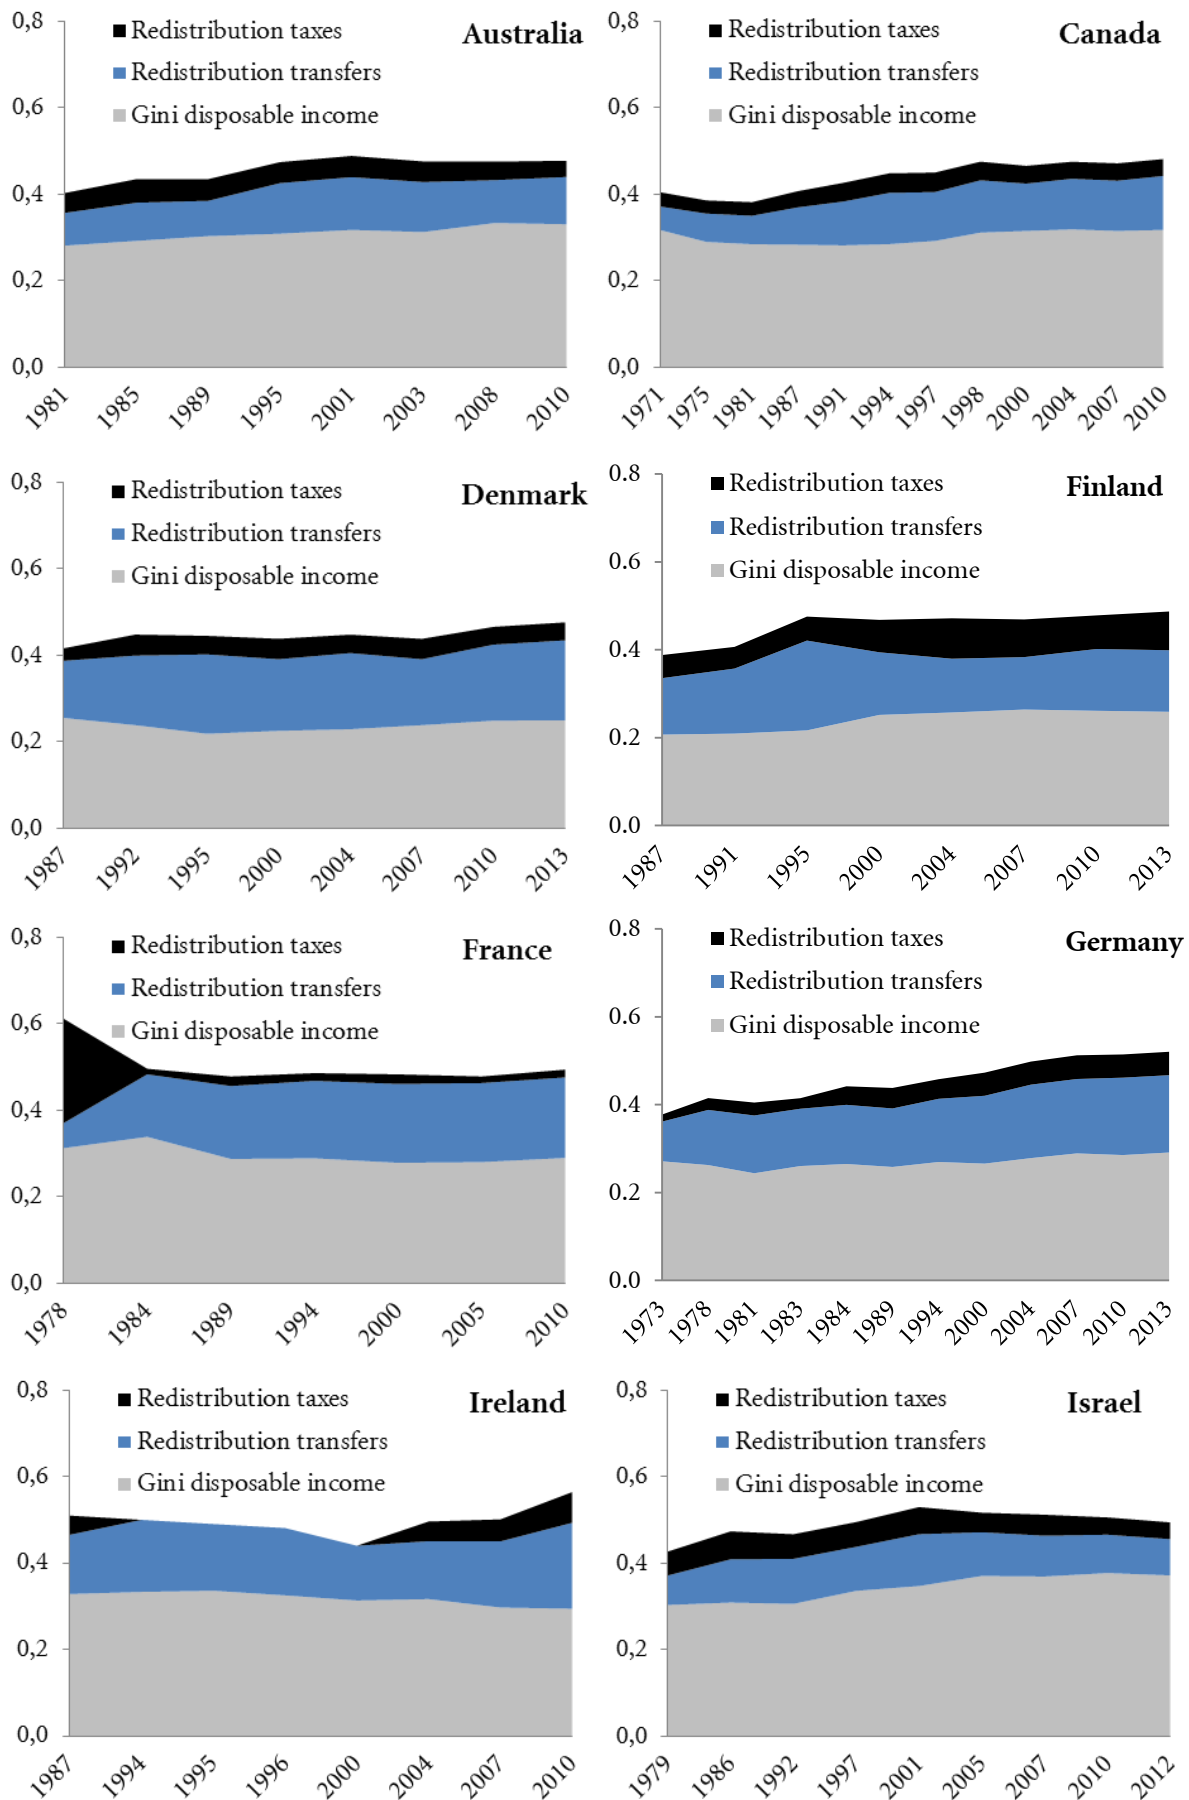 0,8
Redistribution taxes
Australia
Redistribution transfers
0,6
Gini disposable income
0,4
0,2
0,0
1981 1985 1989 1995 2001 2003 2008 2010
0,8
Redistribution taxes
Canada
Redistribution transfers
0,6
Gini disposable income
0,4
0,2
0,0
1971 1975 1981 1987 1991 1994 1997 1998 2000 2004 2007 2010
0,8
Redistribution taxes
Denmark
Redistribution transfers
0,6
Gini disposable income
0,4
0,2
0,0
1987 1992 1995 2000 2004 2007 2010 2013
0.8
Redistribution taxes
Finland
Redistribution transfers
0.6
Gini disposable income
0.4
0.2
0.0
1987 1991 1995 2000 2004 2007 2010 2013
0,8
Redistribution taxes
France
Redistribution transfers
0,6
Gini disposable income
0,4
0,2
0,0
1978 1984 1989 1994 2000 2005 2010
0.8
Redistribution taxes
Germany
Redistribution transfers
0.6
Gini disposable income
0.4
0.2
0.0
1973 1978 1981 1983 1984 1989 1994 2000 2004 2007 2010 2013
0,8
Redistribution taxes
Ireland
Redistribution transfers
0,6
Gini disposable income
0,4
0,2
0,0
1987 1994 1995 1996 2000 2004 2007 2010
0,8
Redistribution taxes
Israel
Redistribution transfers
0,6
Gini disposable income
0,4
0,2
0,0
1979 1986 1992 1997 2001 2005 2007 2010 2012